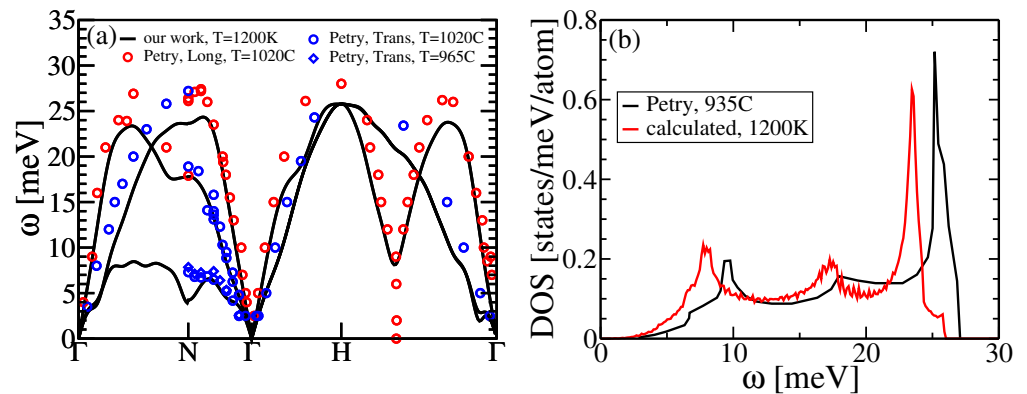 35
30
25
20
15
10
5
0
ω [meV]
(a)
our work, T=1200K
Petry, Long, T=1020C
Petry, Trans, T=1020C
Petry, Trans, T=965C
Γ N Γ H Γ
0.8
0.6
0.4
0.2
0
DOS [states/meV/atom]
(b)
Petry, 935C
calculated, 1200K
0 10 20 30
ω [meV]